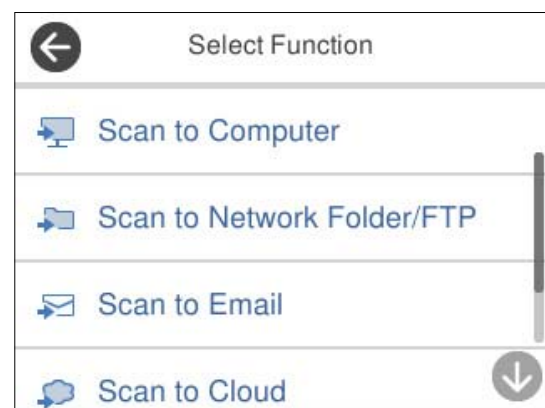 Select Function
Scan to Computer
Scan to Network Folder/FTP
Scan to Email
Scan to Cloud